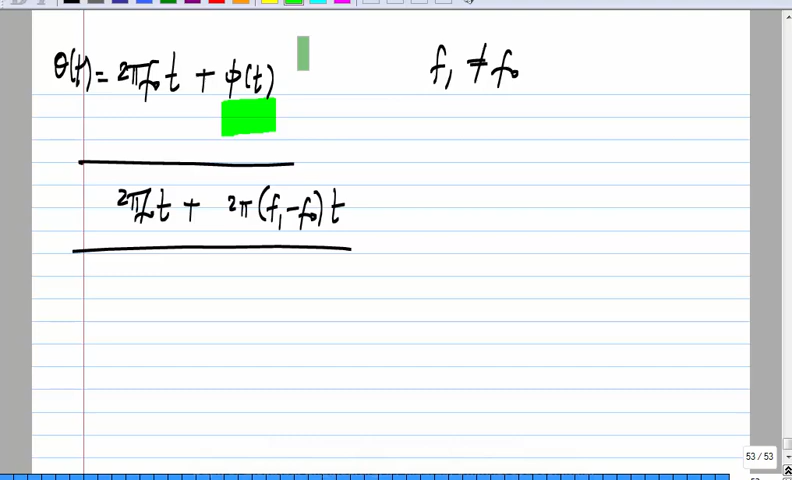 θ(t) = 2πf₀t + φ(t) f₁ ≠ f₀
2πf₀t + 2π(f₁-f₀)t
53 / 53